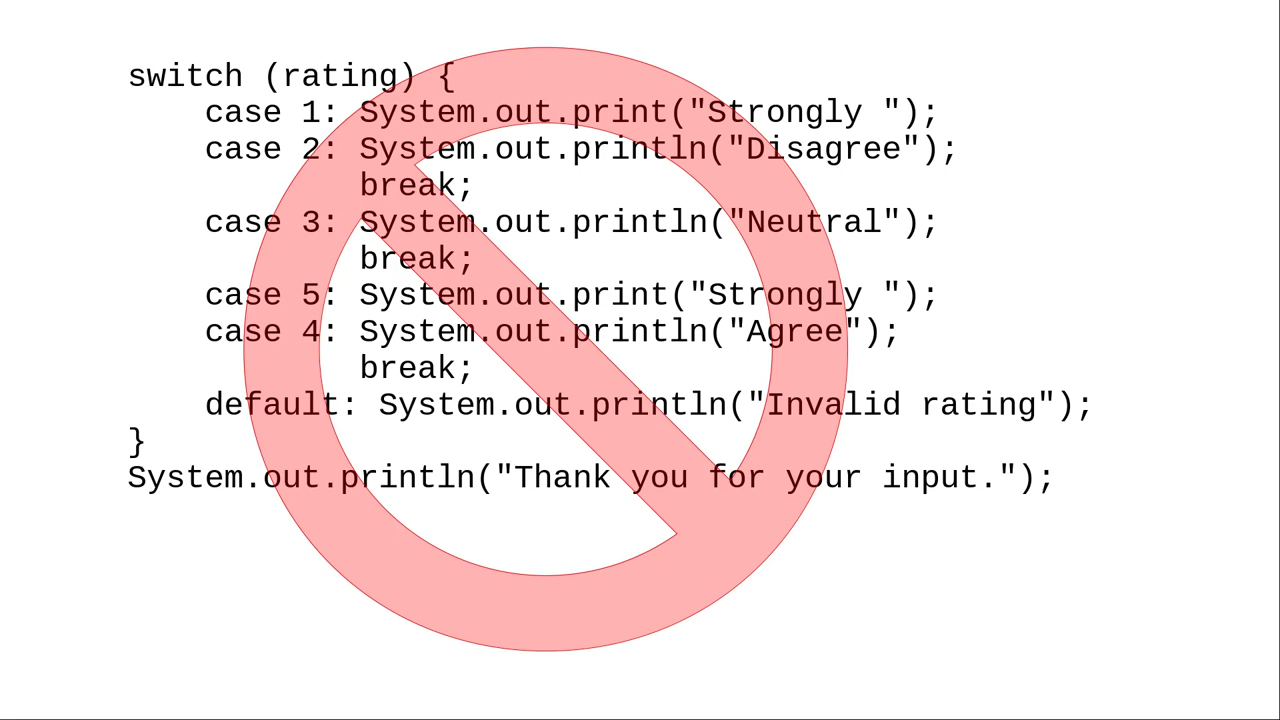 switch (rating) {
    case 1: System.out.print("Strongly ");
    case 2: System.out.println("Disagree");
            break;
    case 3: System.out.println("Neutral");
            break;
    case 5: System.out.print("Strongly ");
    case 4: System.out.println("Agree");
            break;
    default: System.out.println("Invalid rating");
}
System.out.println("Thank you for your input.");